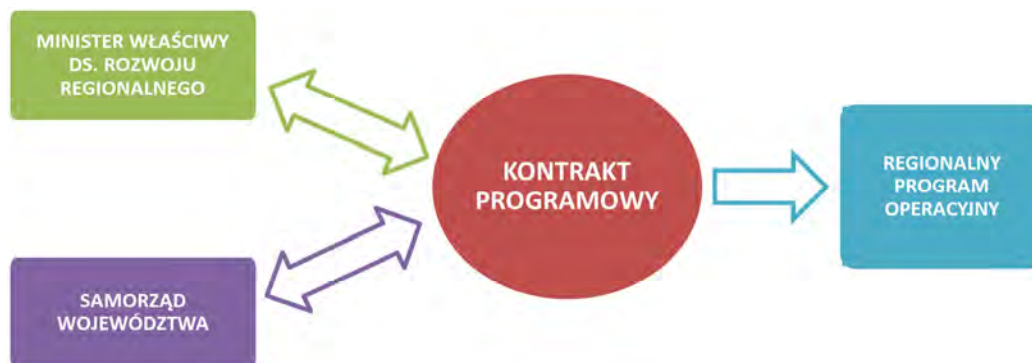 MINISTER WŁAŚCIWY
DS. ROZWOJU
REGIONALNEGO
SAMORZĄD
WOJEWÓDZTWA
KONTRAKT
PROGRAMOWY
REGIONALNY
PROGRAM
OPERACYJNY